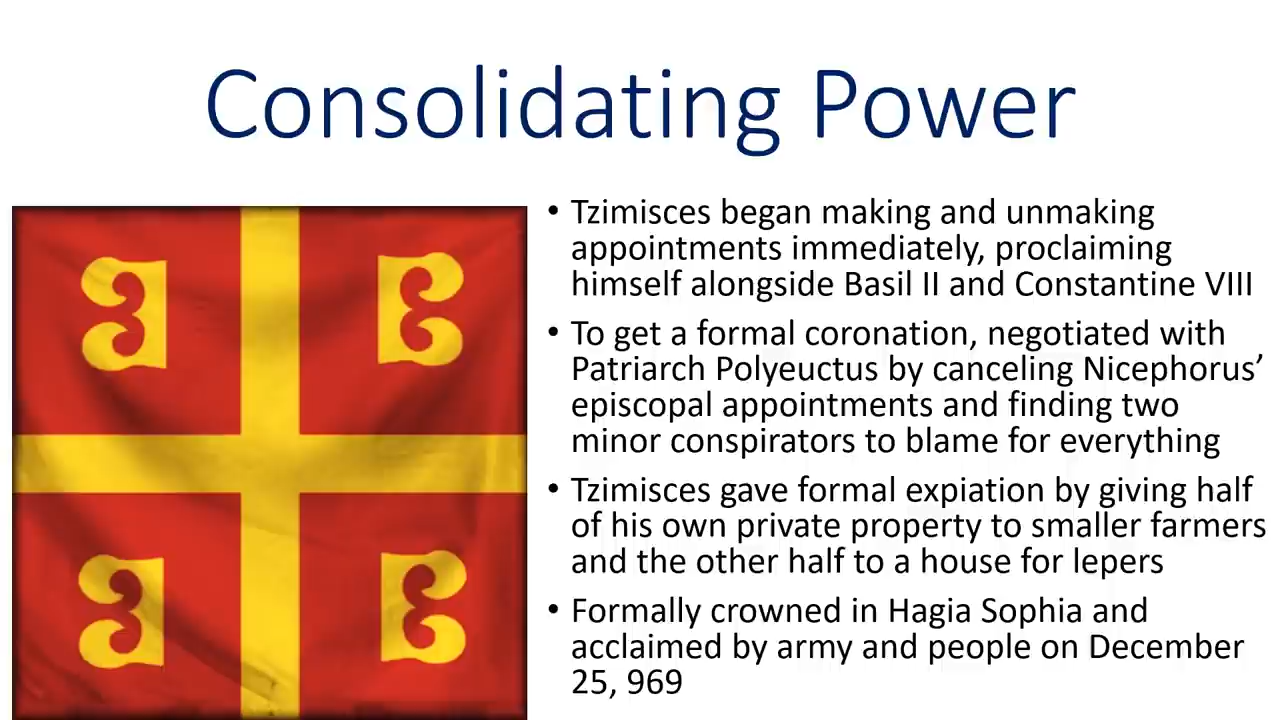 Consolidating Power
• Tzimisces began making and unmaking
appointments immediately, proclaiming
himself alongside Basil II and Constantine VIII
• To get a formal coronation, negotiated with
Patriarch Polyeuctus by canceling Nicephorus’
episcopal appointments and finding two
minor conspirators to blame for everything
• Tzimisces gave formal expiation by giving half
of his own private property to smaller farmers
and the other half to a house for lepers
• Formally crowned in Hagia Sophia and
acclaimed by army and people on December
25, 969